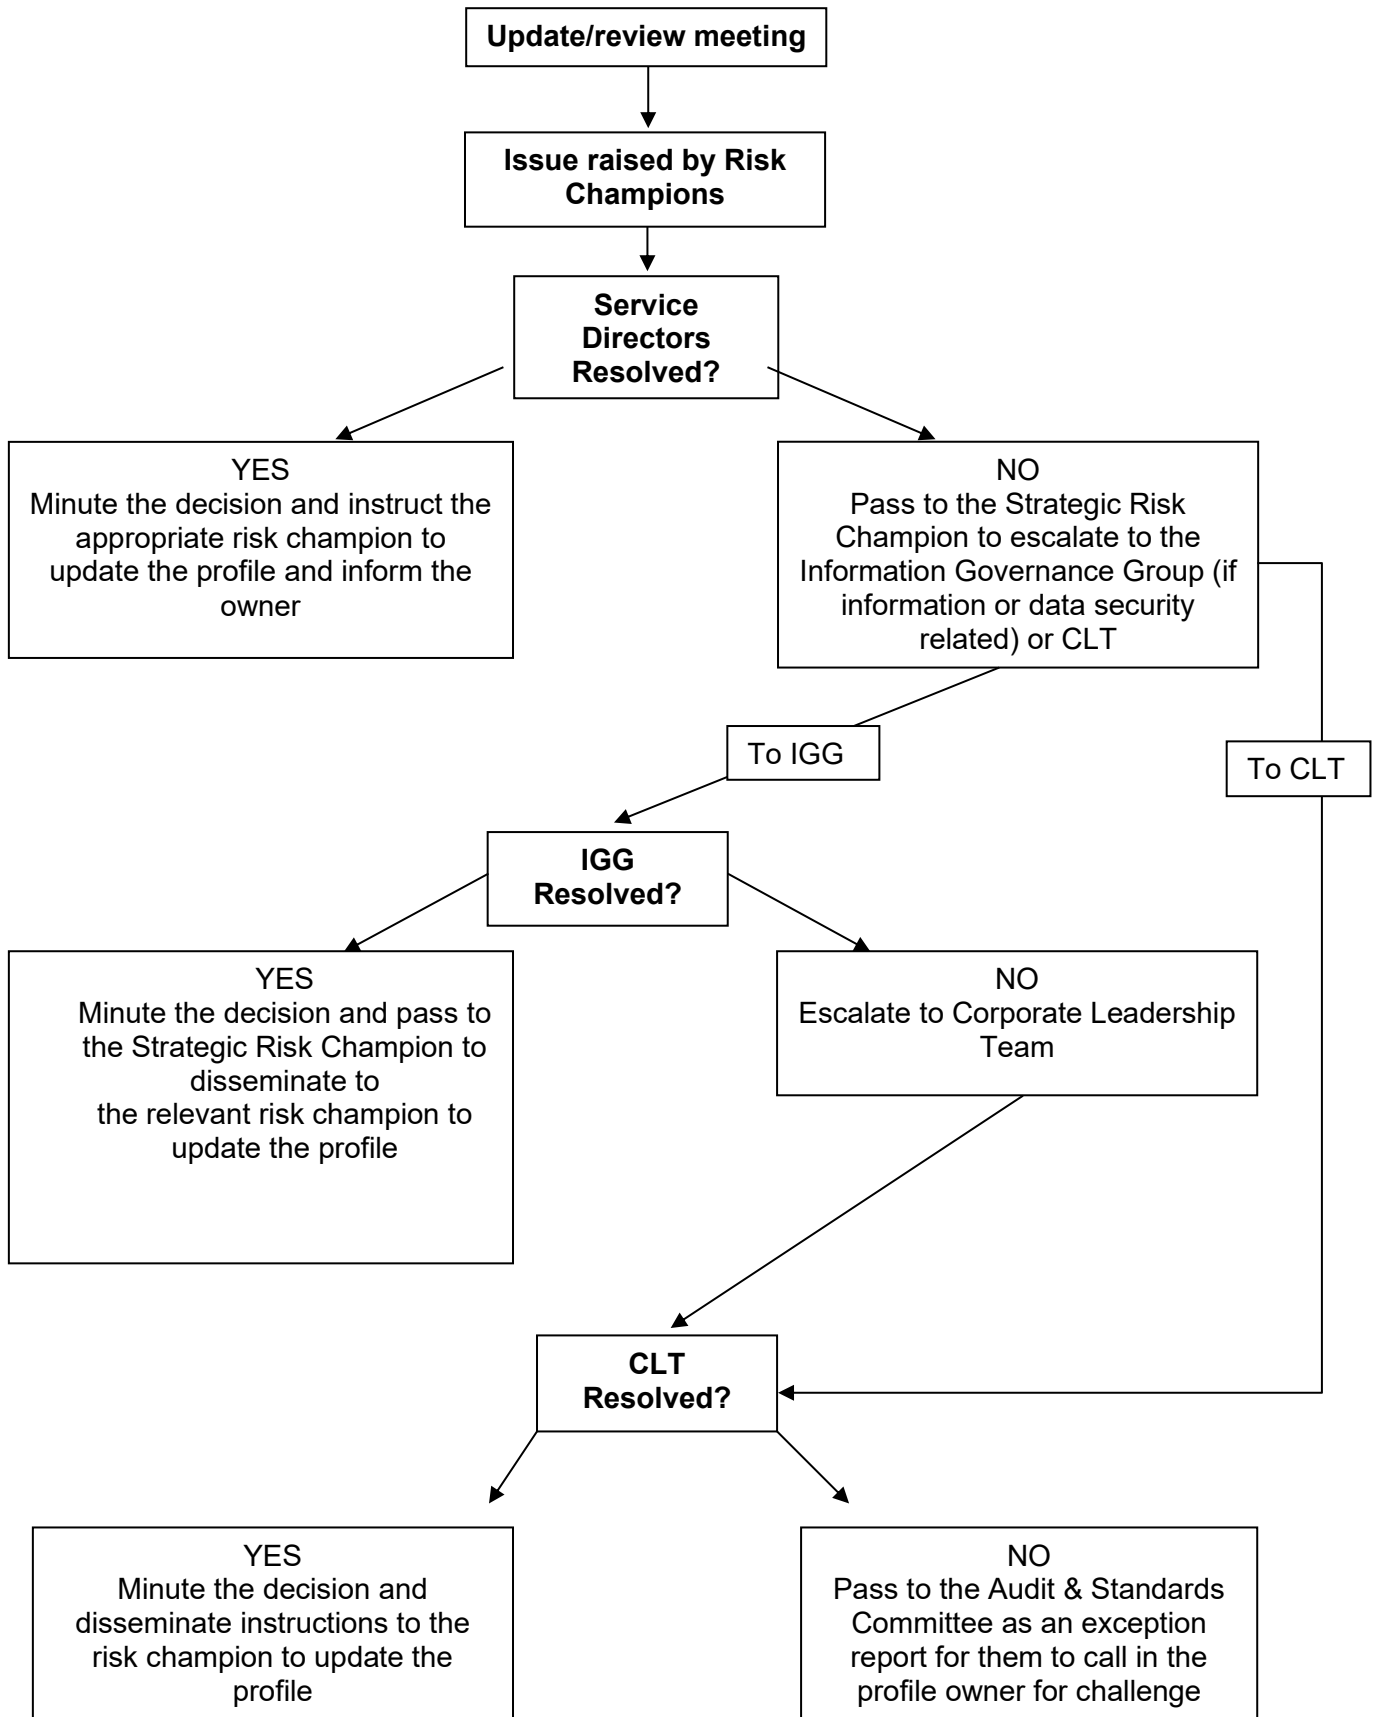 Update/review meeting
Issue raised by Risk
Champions
Service
Directors
Resolved?
YES
Minute the decision and instruct the
appropriate risk champion to
update the profile and inform the
owner
NO
Pass to the Strategic Risk
Champion to escalate to the
Information Governance Group (if
information or data security
related) or CLT
To IGG
To CLT
IGG
Resolved?
YES
Minute the decision and pass to
the Strategic Risk Champion to
disseminate to
the relevant risk champion to
update the profile
NO
Escalate to Corporate Leadership
Team
CLT
Resolved?
YES
Minute the decision and
disseminate instructions to the
risk champion to update the
profile
NO
Pass to the Audit & Standards
Committee as an exception
report for them to call in the
profile owner for challenge